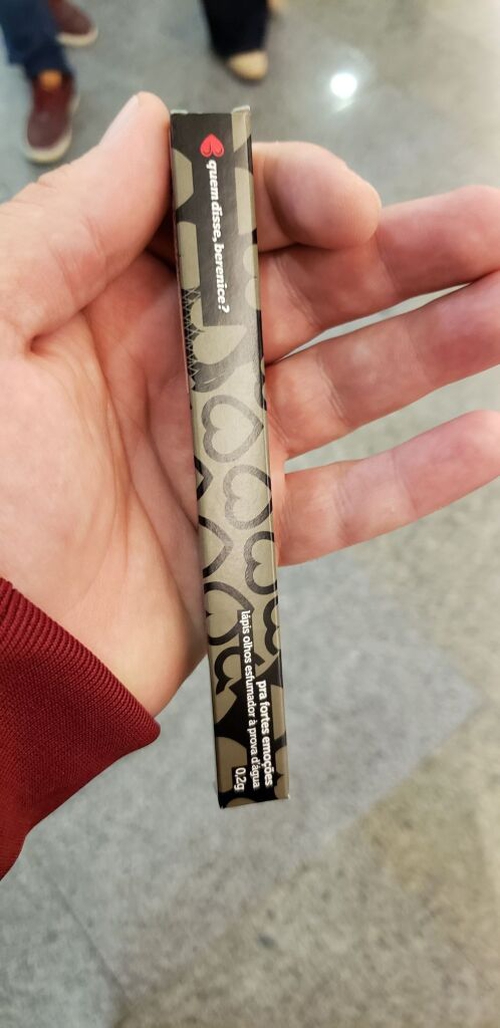 quem disse, berenice?
pra fortes emoções
lápis olhos esfumador à prova d'água
0,2g